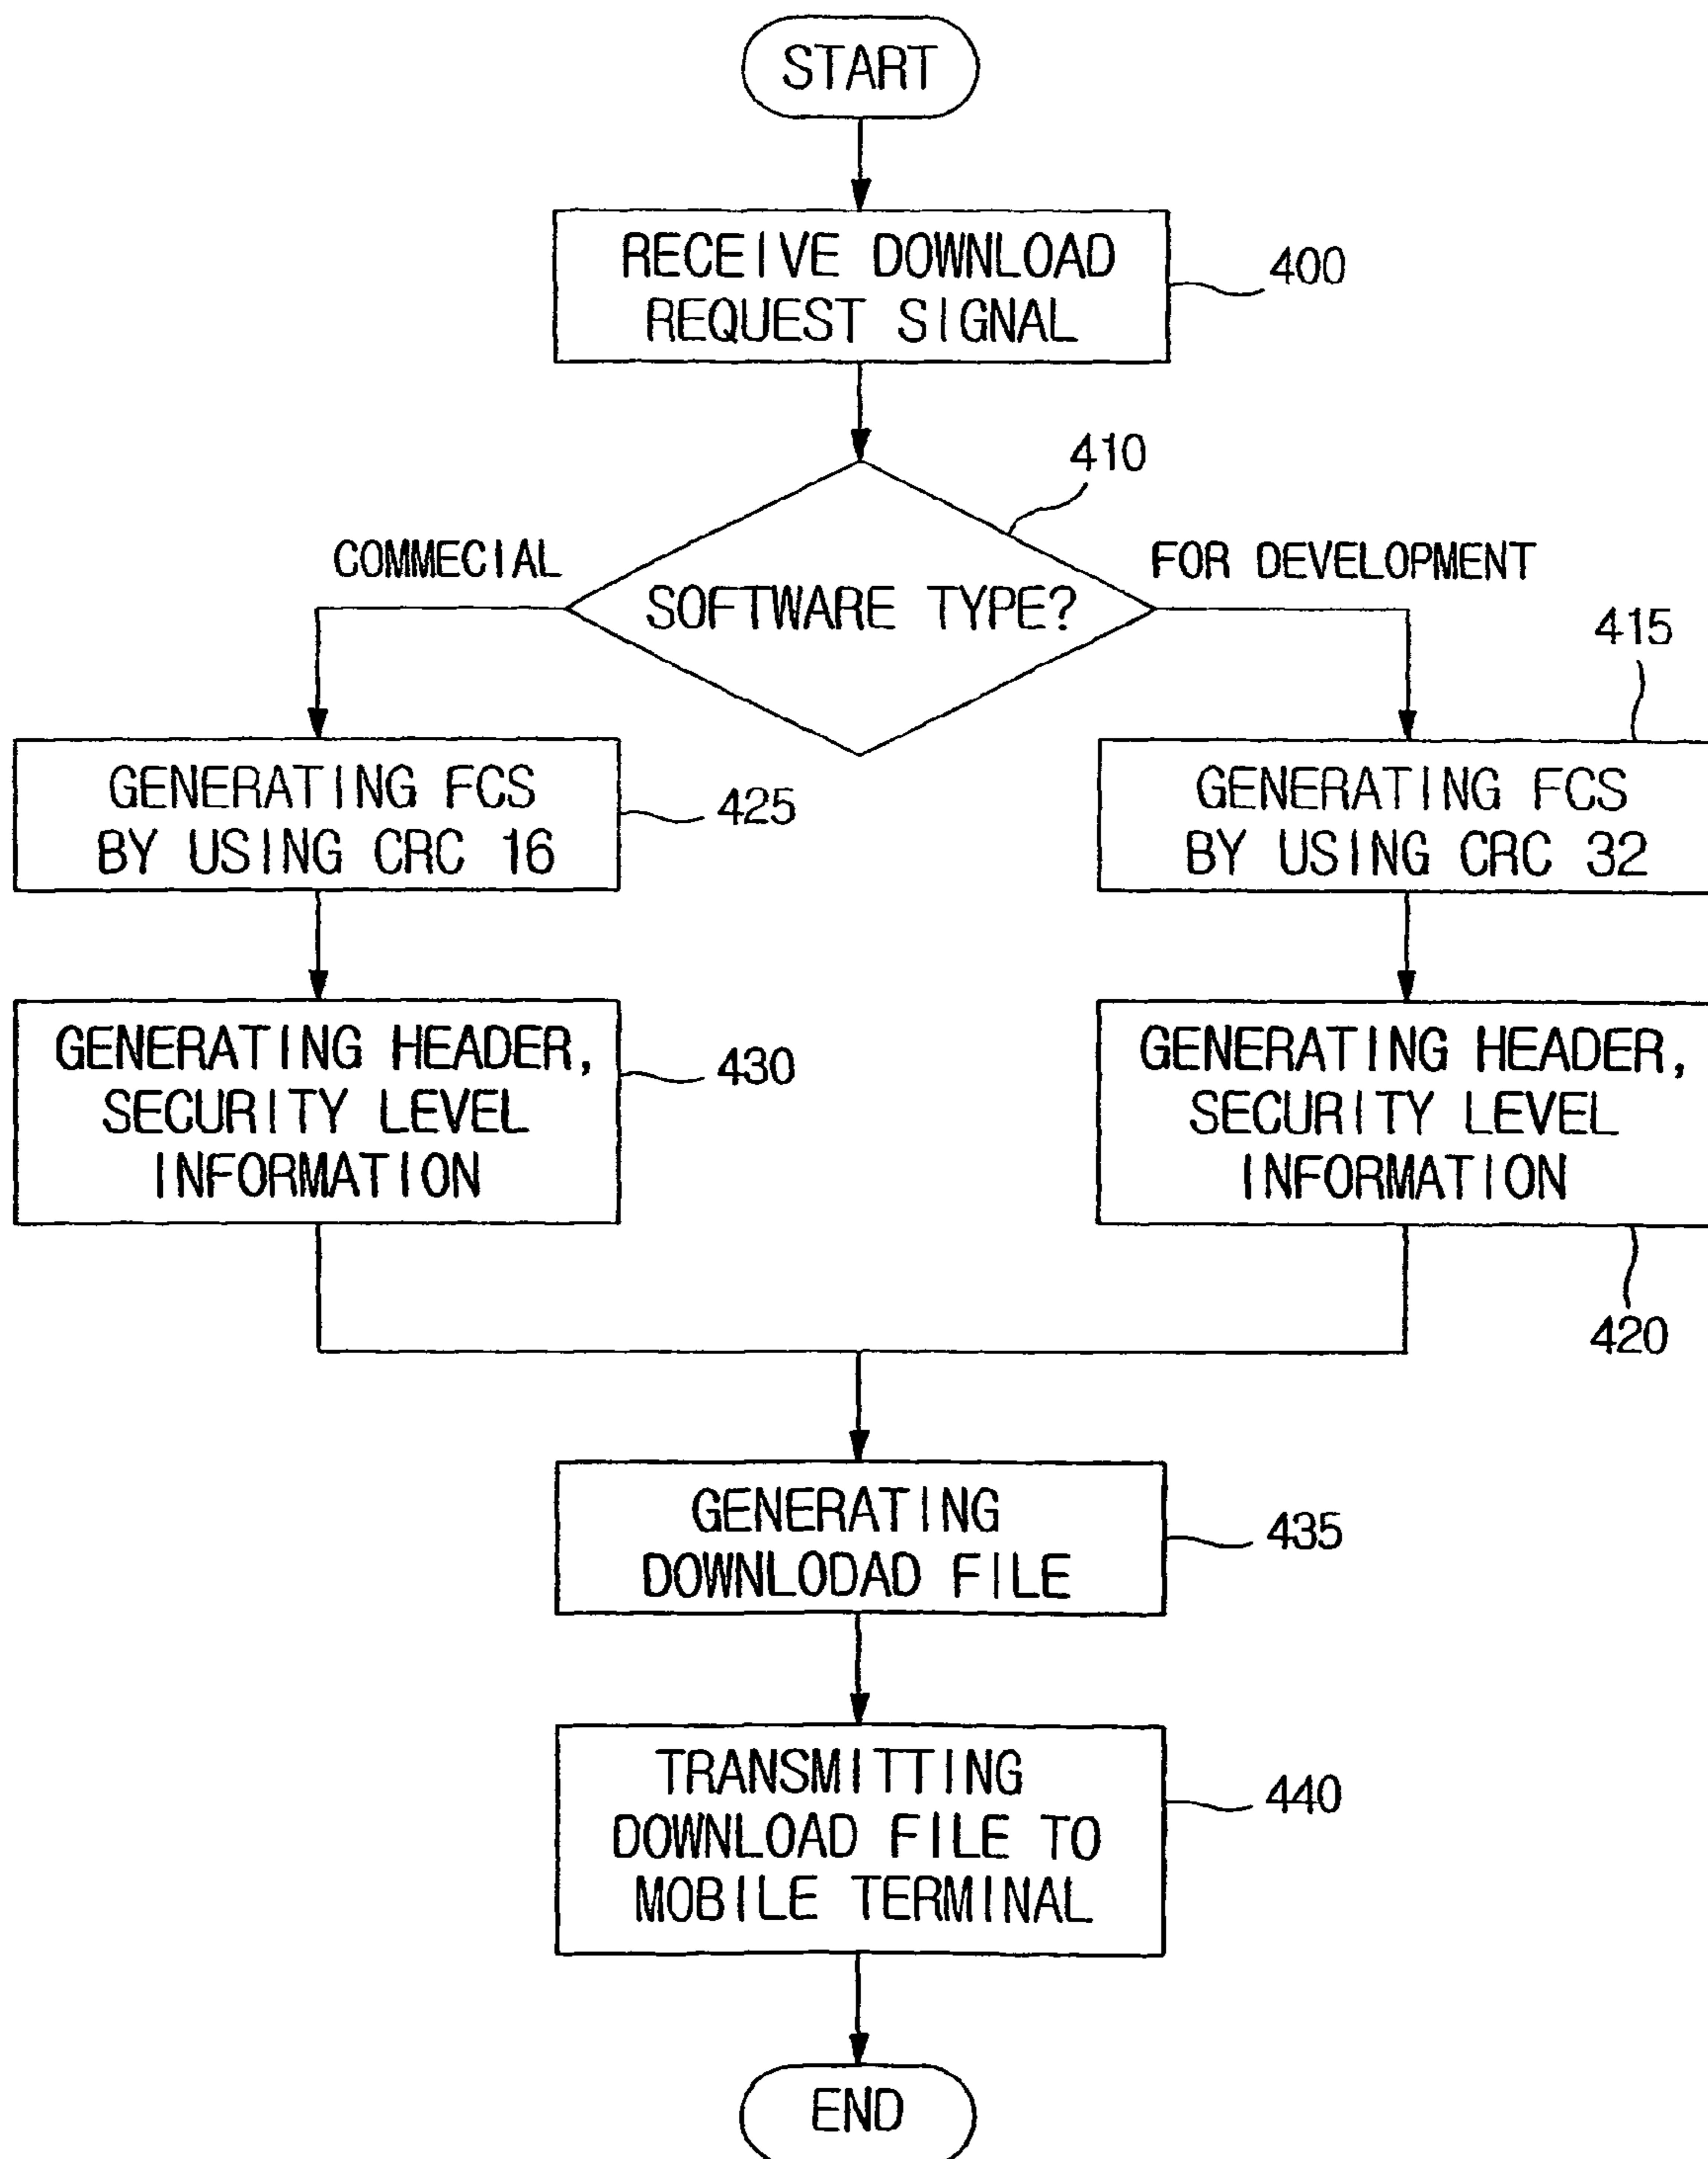 START
RECEIVE DOWNLOAD
REQUEST SIGNAL
400
410
COMMECIAL
FOR DEVELOPMENT
SOFTWARE TYPE?
415
GENERATING FCS
BY USING CRC 16
425
GENERATING FCS
BY USING CRC 32
GENERATING HEADER,
SECURITY LEVEL
INFORMATION
430
GENERATING HEADER,
SECURITY LEVEL
INFORMATION
420
GENERATING
DOWNLODAD FILE
435
TRANSMITTING
DOWNLOAD FILE TO
MOBILE TERMINAL
440
END